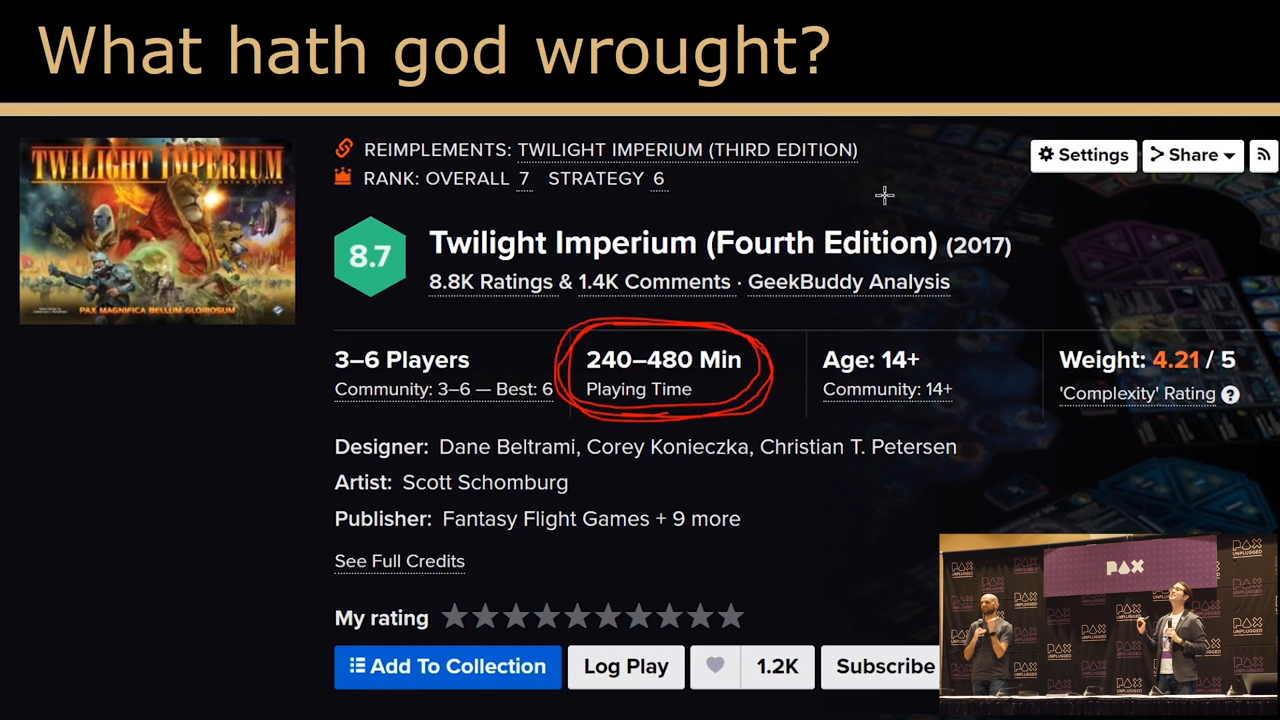 What hath god wrought?
REIMPLEMENTS: TWILIGHT IMPERIUM (THIRD EDITION)
RANK: OVERALL 7 STRATEGY 6
Settings
Share
TWILIGHT IMPERIUM
FOURTH EDITION
PAX MAGNIFICA BELLUM GLORIOSUM
8.7
Twilight Imperium (Fourth Edition) (2017)
8.8K Ratings & 1.4K Comments · GeekBuddy Analysis
3–6 Players
Community: 3–6 — Best: 6
240–480 Min
Playing Time
Age: 14+
Community: 14+
Weight: 4.21 / 5
'Complexity' Rating ?
Designer: Dane Beltrami, Corey Konieczka, Christian T. Petersen
Artist: Scott Schomburg
Publisher: Fantasy Flight Games + 9 more
See Full Credits
My rating
Add To Collection
Log Play
1.2K
Subscribe
PAX
PAX UNPLUGGED